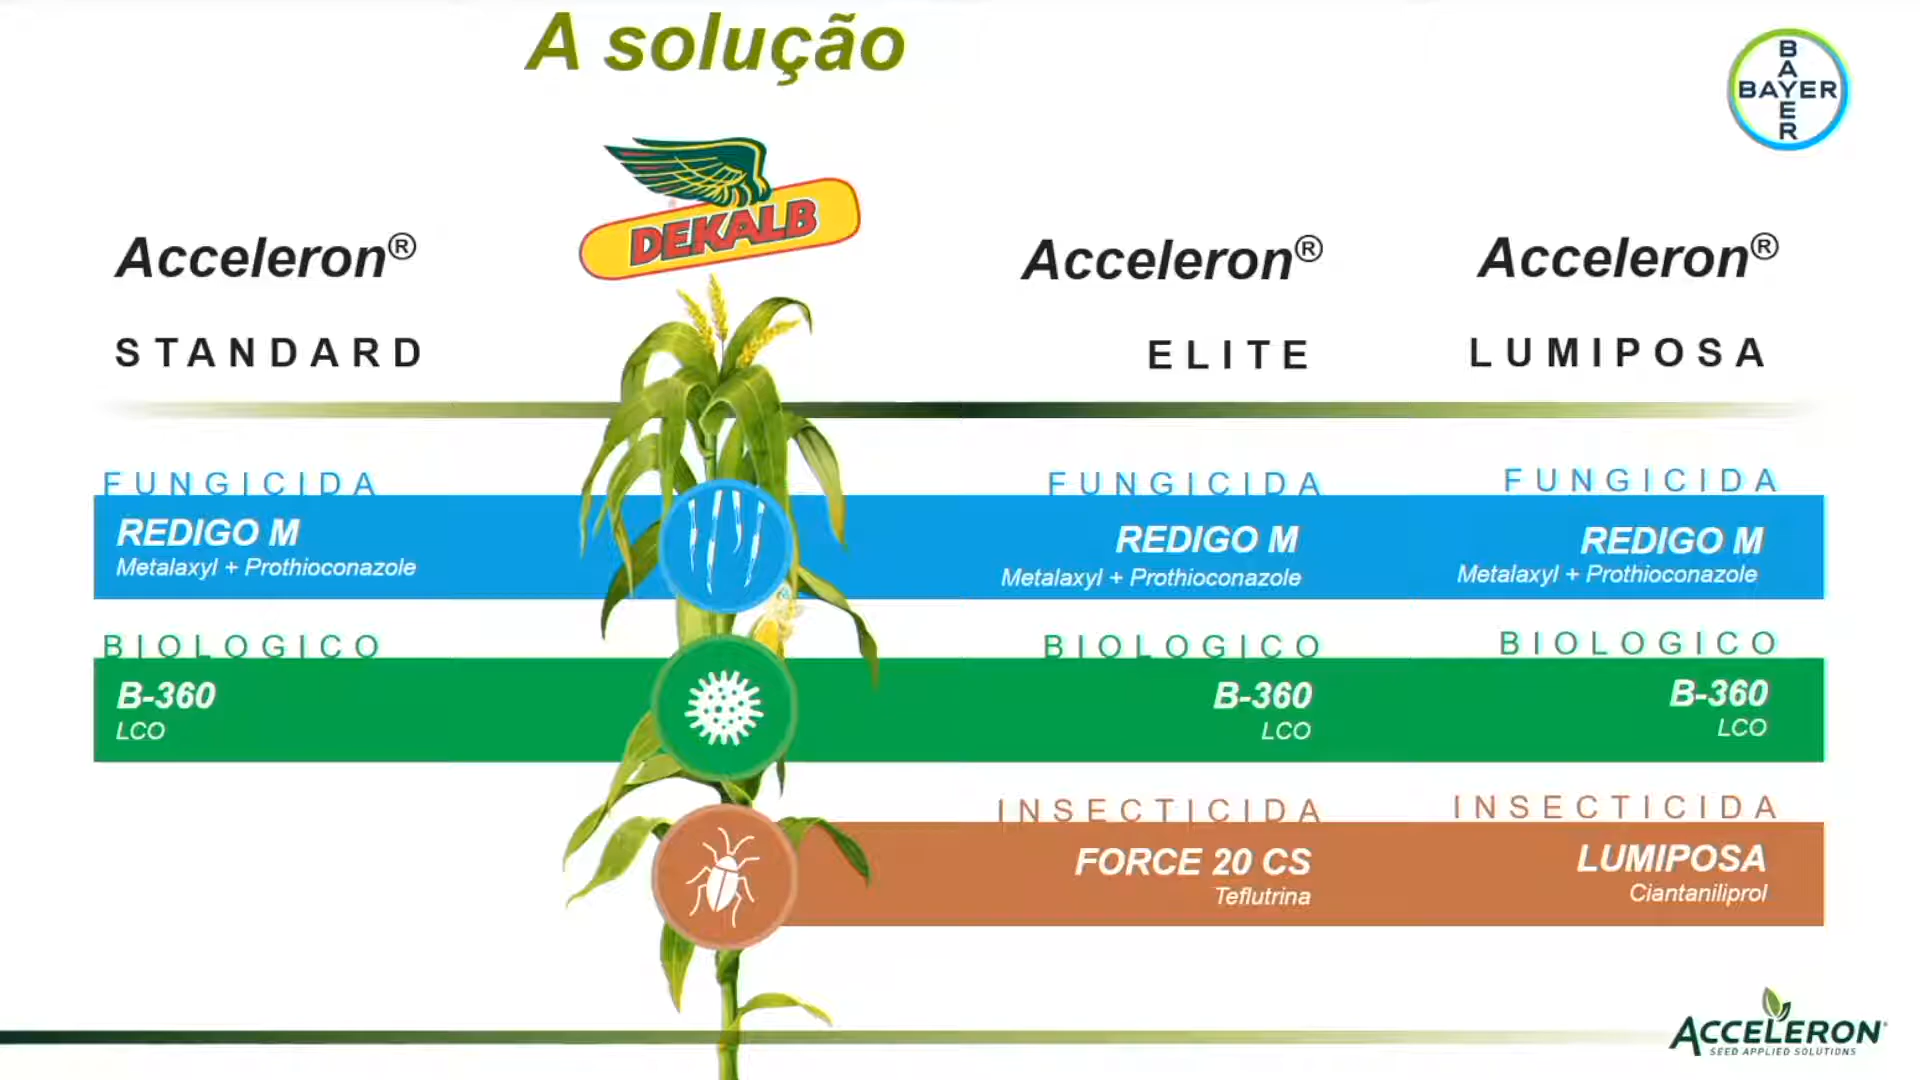 A solução
BAYER
BAYER
DEKALB
Acceleron®
STANDARD
Acceleron®
ELITE
Acceleron®
LUMIPOSA
FUNGICIDA
REDIGO M
Metalaxyl + Prothioconazole
FUNGICIDA
REDIGO M
Metalaxyl + Prothioconazole
FUNGICIDA
REDIGO M
Metalaxyl + Prothioconazole
BIOLOGICO
B-360
LCO
BIOLOGICO
B-360
LCO
BIOLOGICO
B-360
LCO
INSECTICIDA
FORCE 20 CS
Teflutrina
INSECTICIDA
LUMIPOSA
Ciantaniliprol
ACCELERON
SEED APPLIED SOLUTIONS